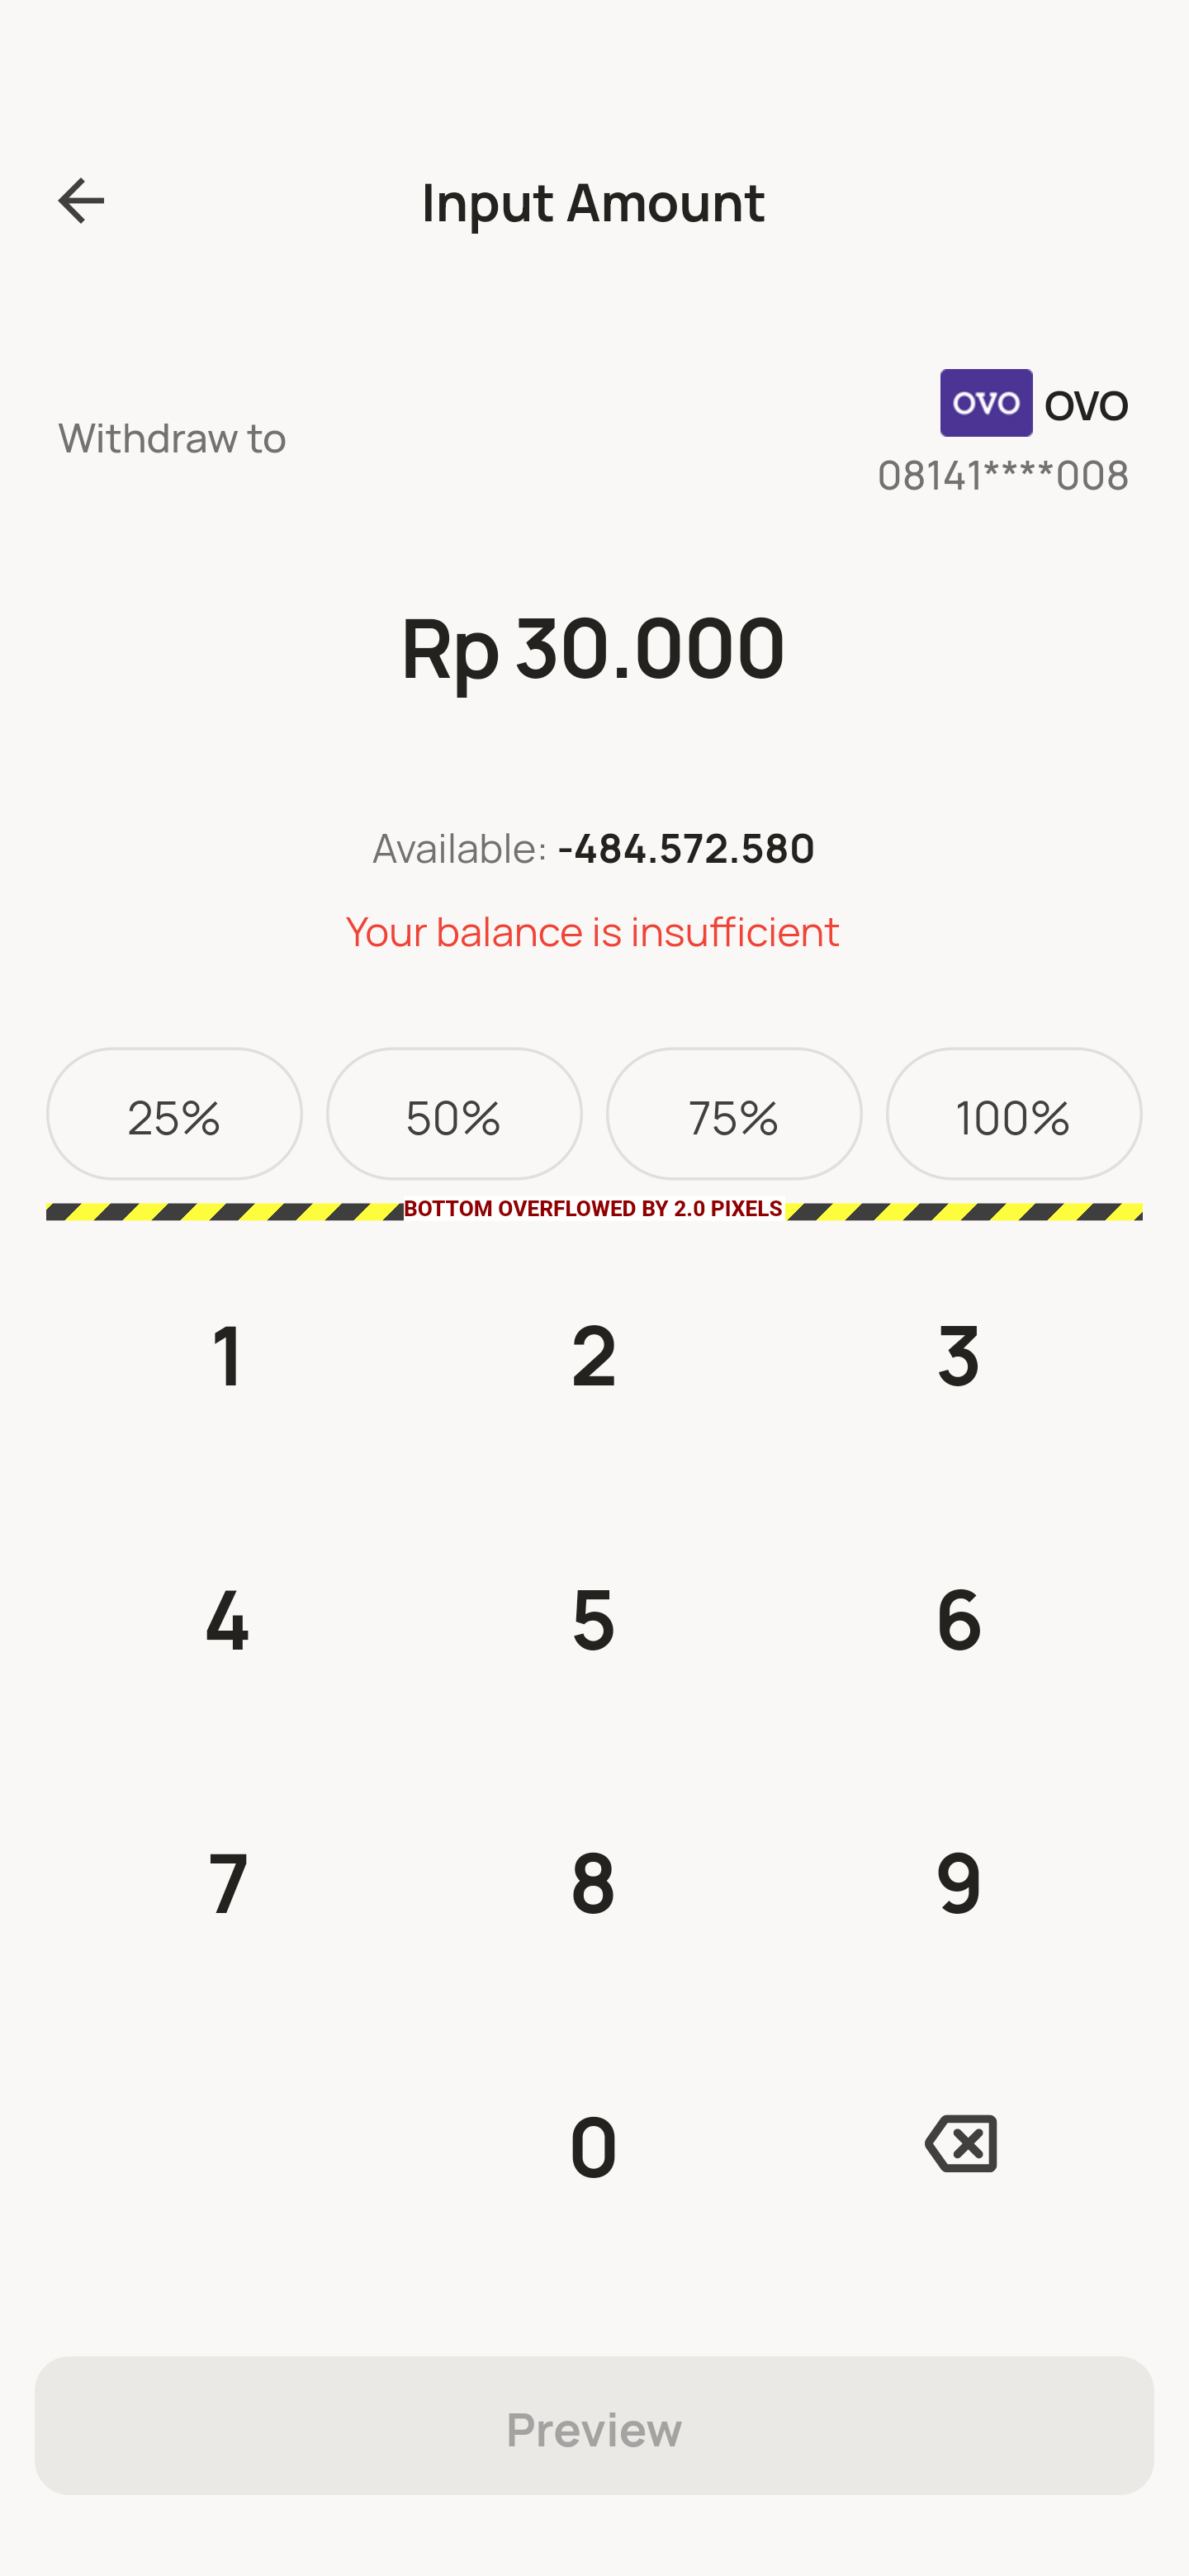 Input Amount
Withdraw to
OVO OVO
08141****008
Rp 30.000
Available: -484.572.580
Your balance is insufficient
25% 50% 75% 100%
BOTTOM OVERFLOWED BY 2.0 PIXELS
1 2 3
4 5 6
7 8 9
0
Preview